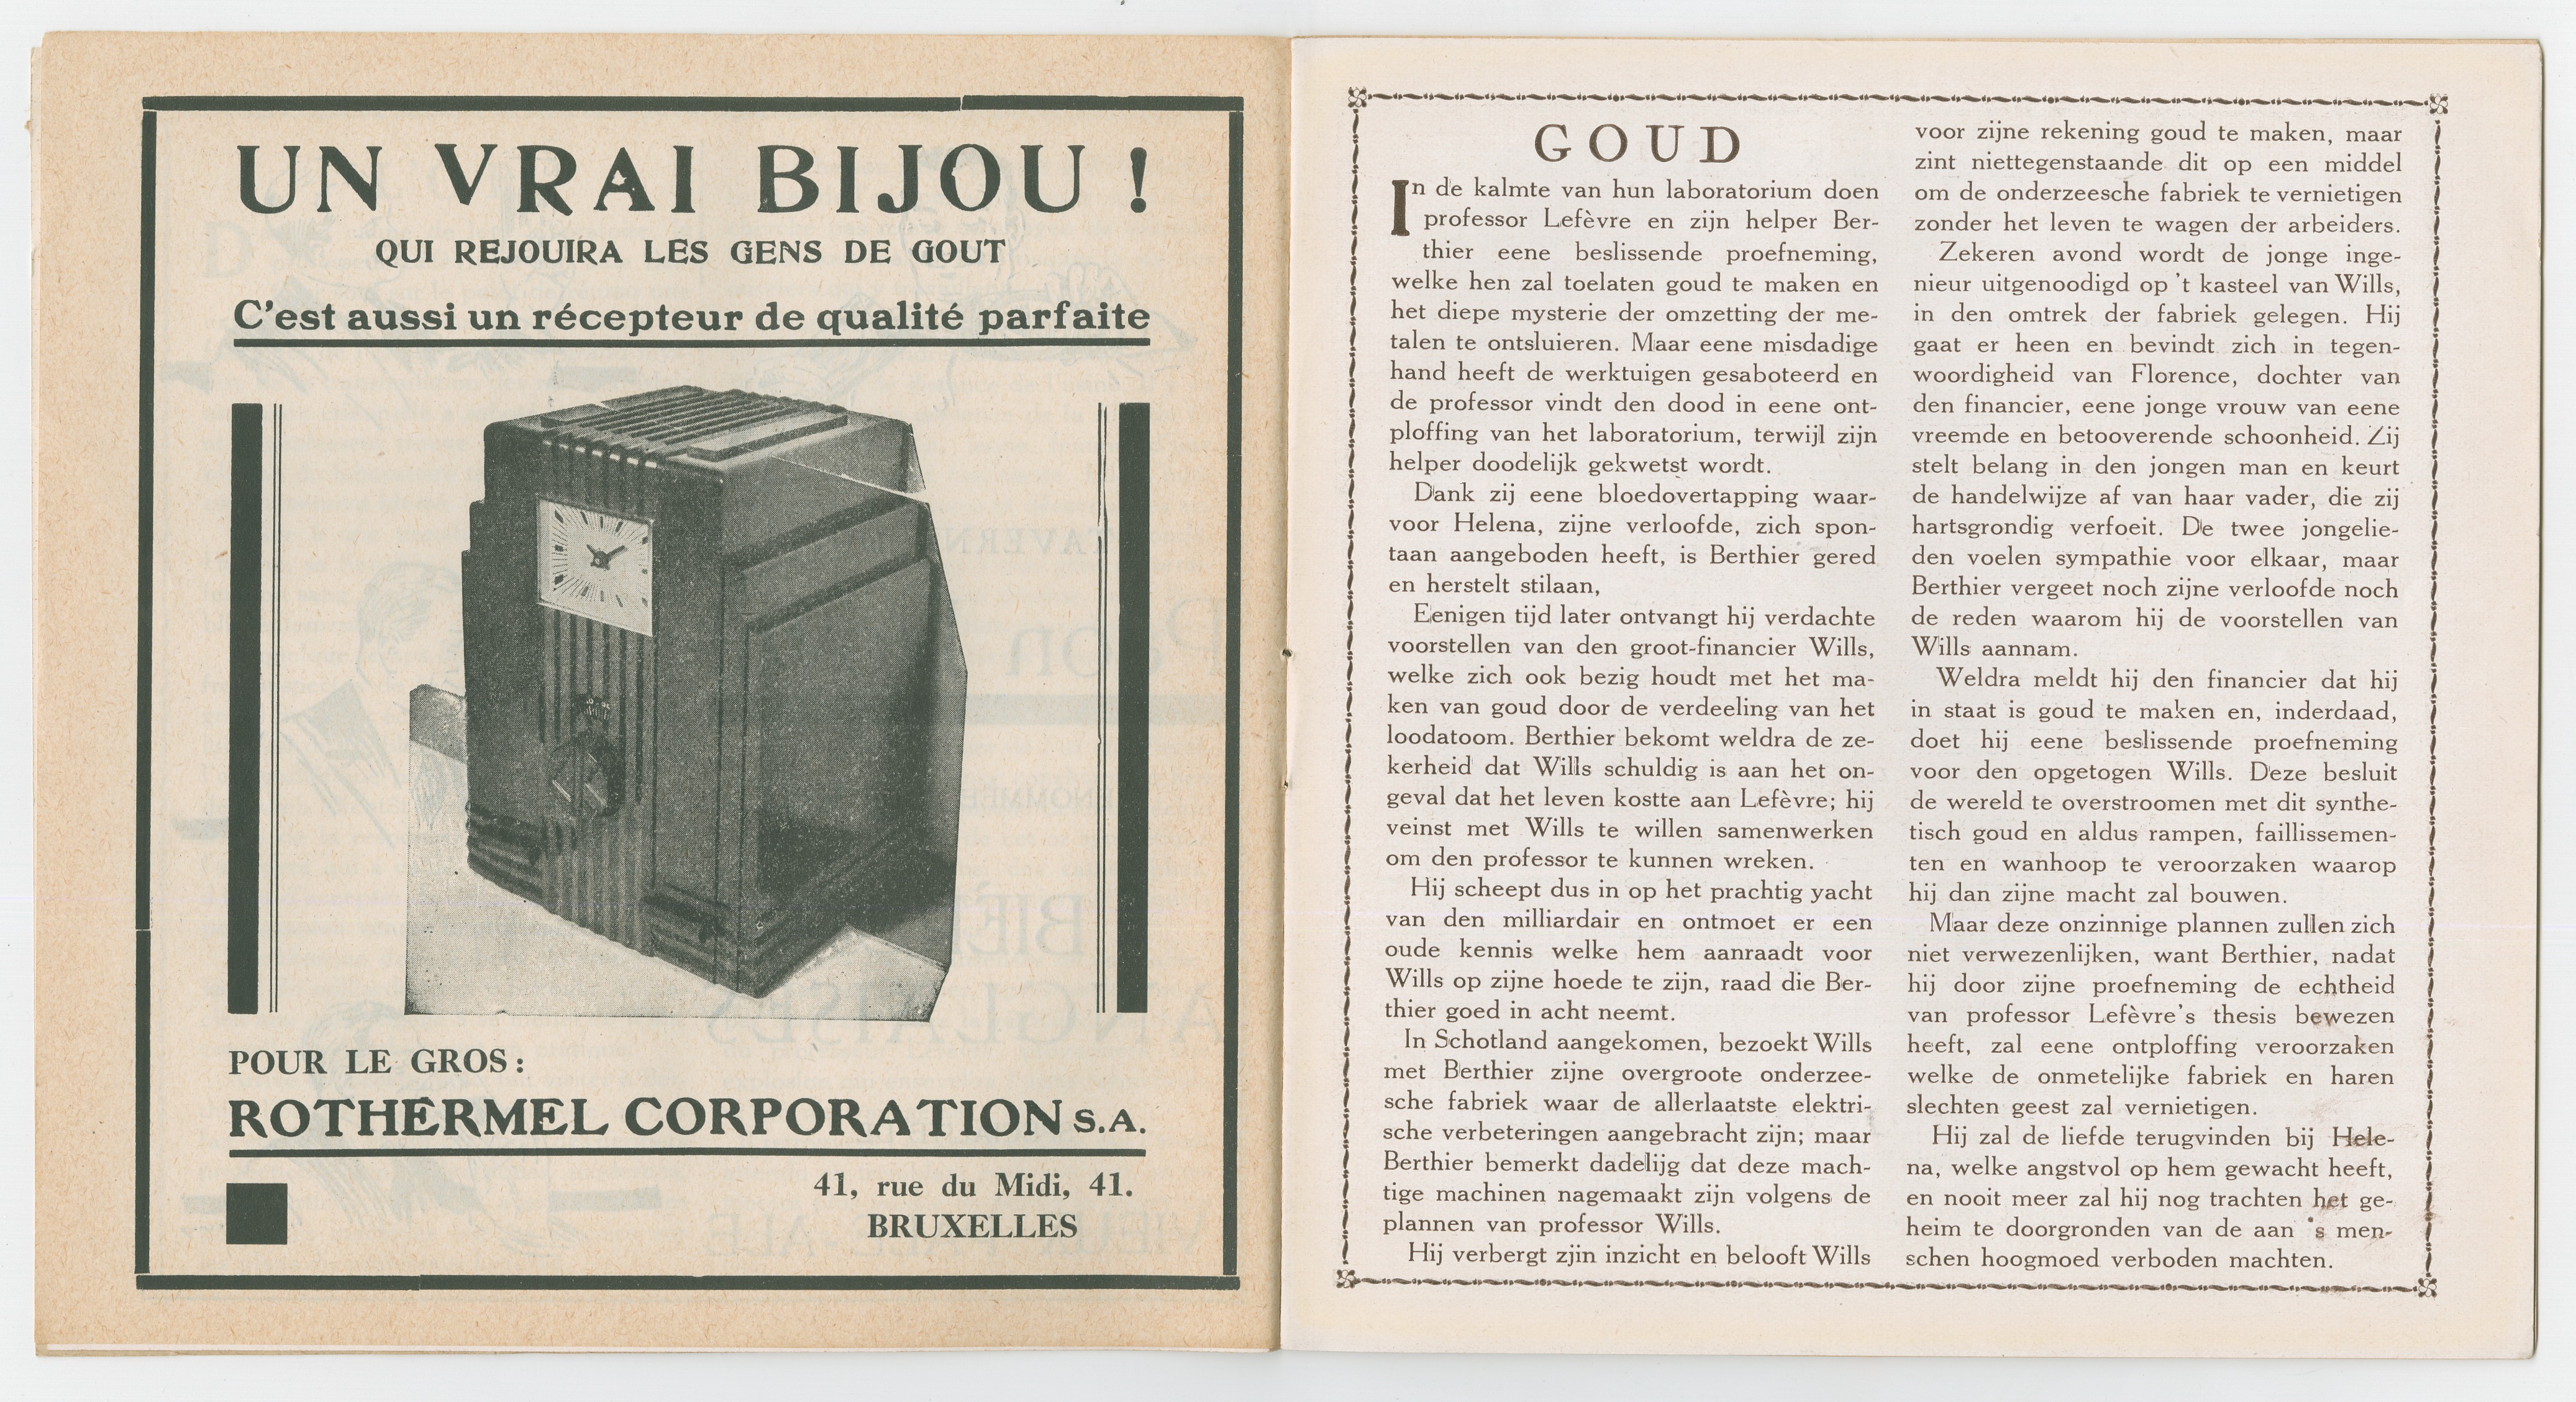 UN VRAI BIJOU !
QUI REJOUIRA LES GENS DE GOUT
C'est aussi un récepteur de qualité parfaite
POUR LE GROS :
ROTHERMEL CORPORATION S.A.
41, rue du Midi, 41.
BRUXELLES
GOUD
In de kalmte van hun laboratorium doen
professor Lefèvre en zijn helper Ber-
thier eene beslissende proefneming,
welke hen zal toelaten goud te maken en
het diepe mysterie der omzetting der me-
talen te ontsluieren. Maar eene misdadige
hand heeft de werktuigen gesaboteerd en
de professor vindt den dood in eene ont-
ploffing van het laboratorium, terwijl zijn
helper doodelijk gekwetst wordt.
Dank zij eene bloedovertapping waar-
voor Helena, zijne verloofde, zich spon-
taan aangeboden heeft, is Berthier gered
en herstelt stilaan,
Eenigen tijd later ontvangt hij verdachte
voorstellen van den groot-financier Wills,
welke zich ook bezig houdt met het ma-
ken van goud door de verdeeling van het
loodatoom. Berthier bekomt weldra de ze-
kerheid dat Wills schuldig is aan het on-
geval dat het leven kostte aan Lefèvre; hij
veinst met Wills te willen samenwerken
om den professor te kunnen wreken.
Hij scheept dus in op het prachtig yacht
van den milliardair en ontmoet er een
oude kennis welke hem aanraadt voor
Wills op zijne hoede te zijn, raad die Ber-
thier goed in acht neemt.
In Schotland aangekomen, bezoekt Wills
met Berthier zijne overgroote onderzee-
sche fabriek waar de allerlaatste elektri-
sche verbeteringen aangebracht zijn; maar
Berthier bemerkt dadelijg dat deze mach-
tige machinen nagemaakt zijn volgens de
plannen van professor Wills.
Hij verbergt zjin inzicht en belooft Wills
voor zijne rekening goud te maken, maar
zint niettegenstaande dit op een middel
om de onderzeesche fabriek te vernietigen
zonder het leven te wagen der arbeiders.
Zekeren avond wordt de jonge inge-
nieur uitgenoodigd op 't kasteel van Wills,
in den omtrek der fabriek gelegen. Hij
gaat er heen en bevindt zich in tegen-
woordigheid van Florence, dochter van
den financier, eene jonge vrouw van eene
vreemde en betooverende schoonheid. Zij
stelt belang in den jongen man en keurt
de handelwijze af van haar vader, die zij
hartsgrondig verfoeit. De twee jongelie-
den voelen sympathie voor elkaar, maar
Berthier vergeet noch zijne verloofde noch
de reden waarom hij de voorstellen van
Wills aannam.
Weldra meldt hij den financier dat hij
in staat is goud te maken en, inderdaad,
doet hij eene beslissende proefneming
voor den opgetogen Wills. Deze besluit
de wereld te overstroomen met dit synthe-
tisch goud en aldus rampen, faillissemen-
ten en wanhoop te veroorzaken waarop
hij dan zijne macht zal bouwen.
Maar deze onzinnige plannen zullen zich
niet verwezenlijken, want Berthier, nadat
hij door zijne proefneming de echtheid
van professor Lefèvre's thesis bewezen
heeft, zal eene ontploffing veroorzaken
welke de onmetelijke fabriek en haren
slechten geest zal vernietigen.
Hij zal de liefde terugvinden bij Hele-
na, welke angstvol op hem gewacht heeft,
en nooit meer zal hij nog trachten het ge-
heim te doorgronden van de aan 's men-
schen hoogmoed verboden machten.